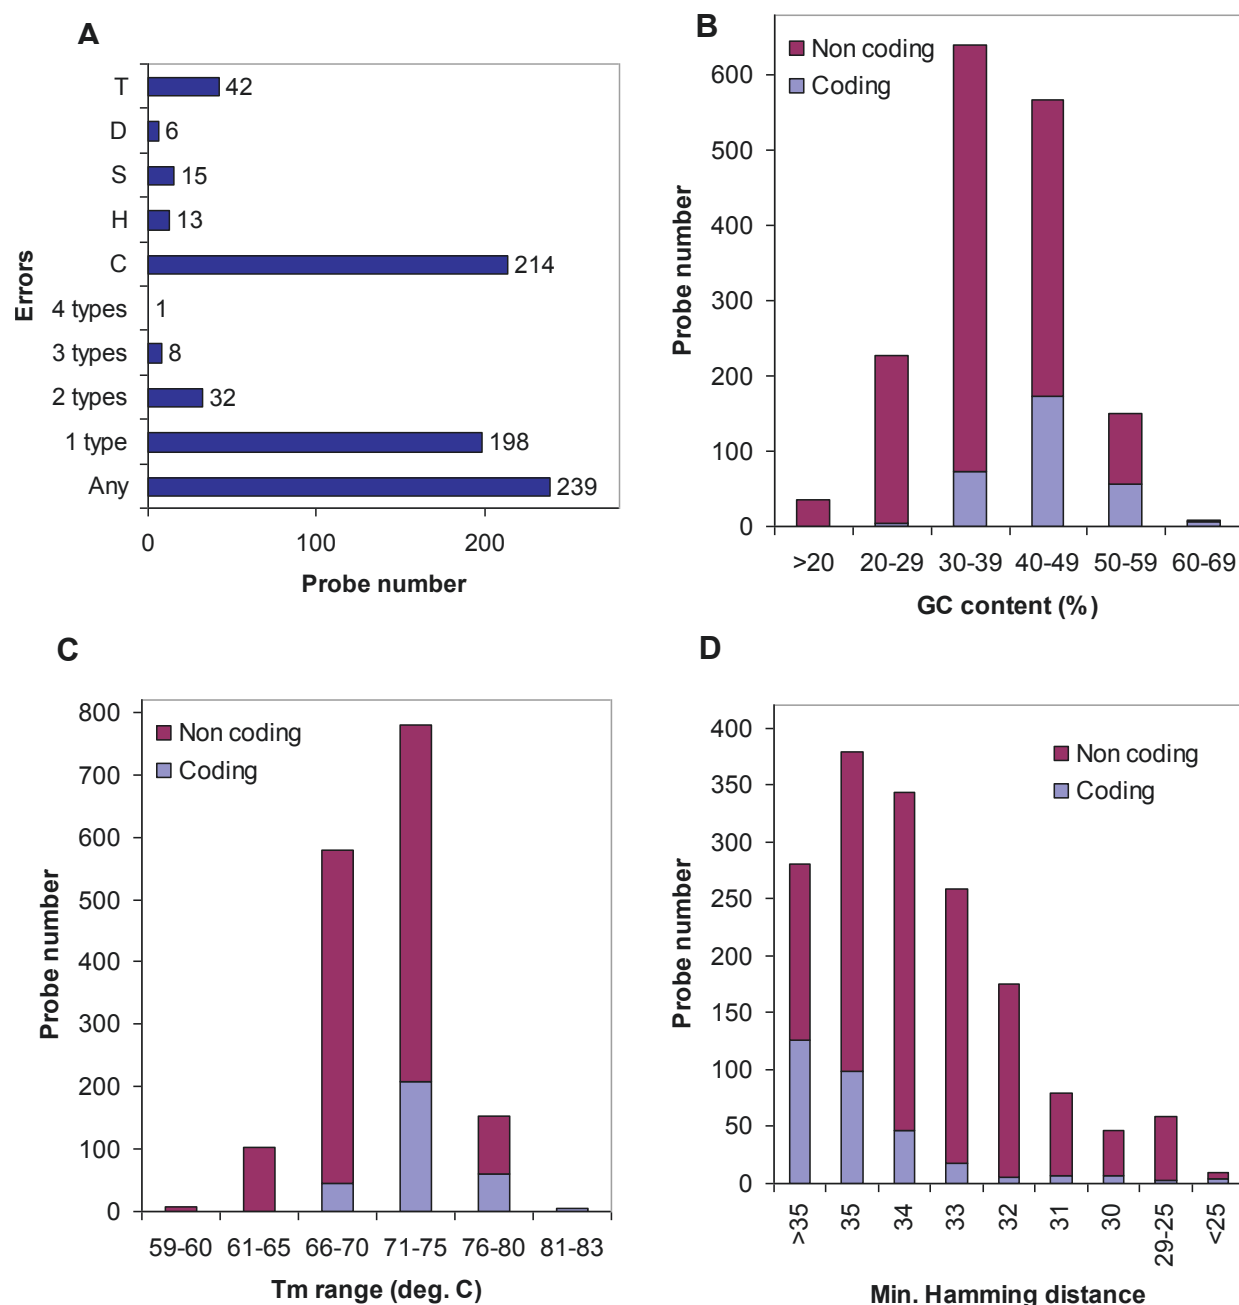 A
T 42
D 6
S 15
H 13
C 214
4 types 1
3 types 8
2 types 32
1 type 198
Any 239
Errors
0 100 200
Probe number
B
Non coding
Coding
600
500
400
300
200
100
0
Probe number
>20 20-29 30-39 40-49 50-59 60-69
GC content (%)
C
Non coding
Coding
800
700
600
500
400
300
200
100
0
Probe number
59-60 61-65 66-70 71-75 76-80 81-83
Tm range (deg. C)
D
Non coding
Coding
400
350
300
250
200
150
100
50
0
Probe number
>35 35 34 33 32 31 30 29-25 <25
Min. Hamming distance